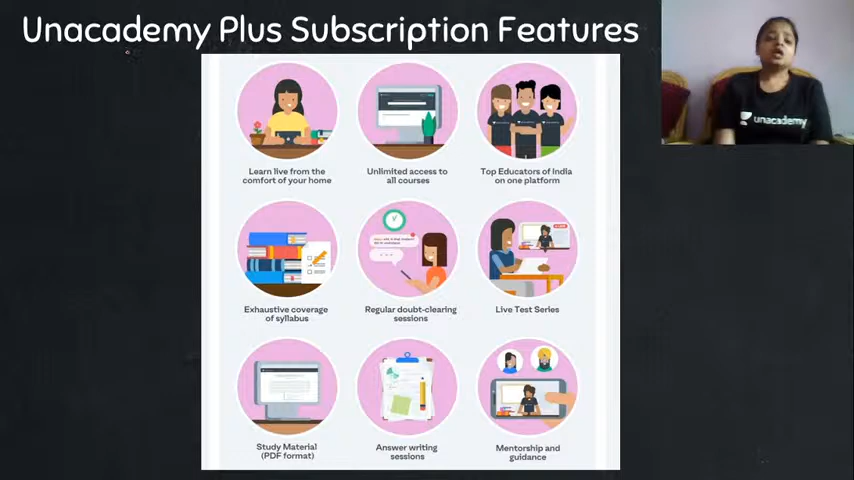 Unacademy Plus Subscription Features
unacademy
Learn live from the
comfort of your home
Unlimited access to
all courses
Top Educators of India
on one platform
Exhaustive coverage
of syllabus
Regular doubt-clearing
sessions
Live Test Series
Study Material
(PDF format)
Answer writing
sessions
Mentorship and
guidance